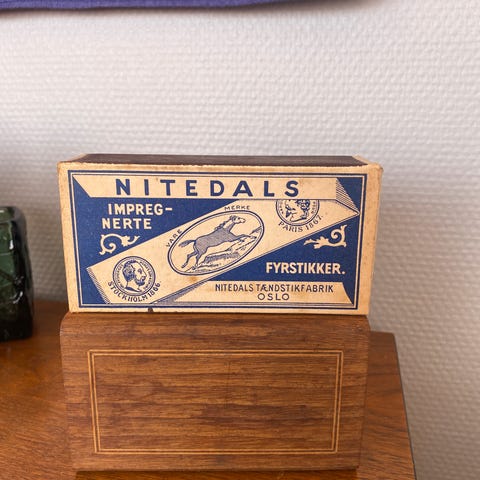 NITEDALS
IMPREG-
NERTE
VARE MERKE
PARIS 1867.
STOCKHOLM 1866
FYRSTIKKER.
NITEDALS TÆNDSTIKFABRIK
OSLO